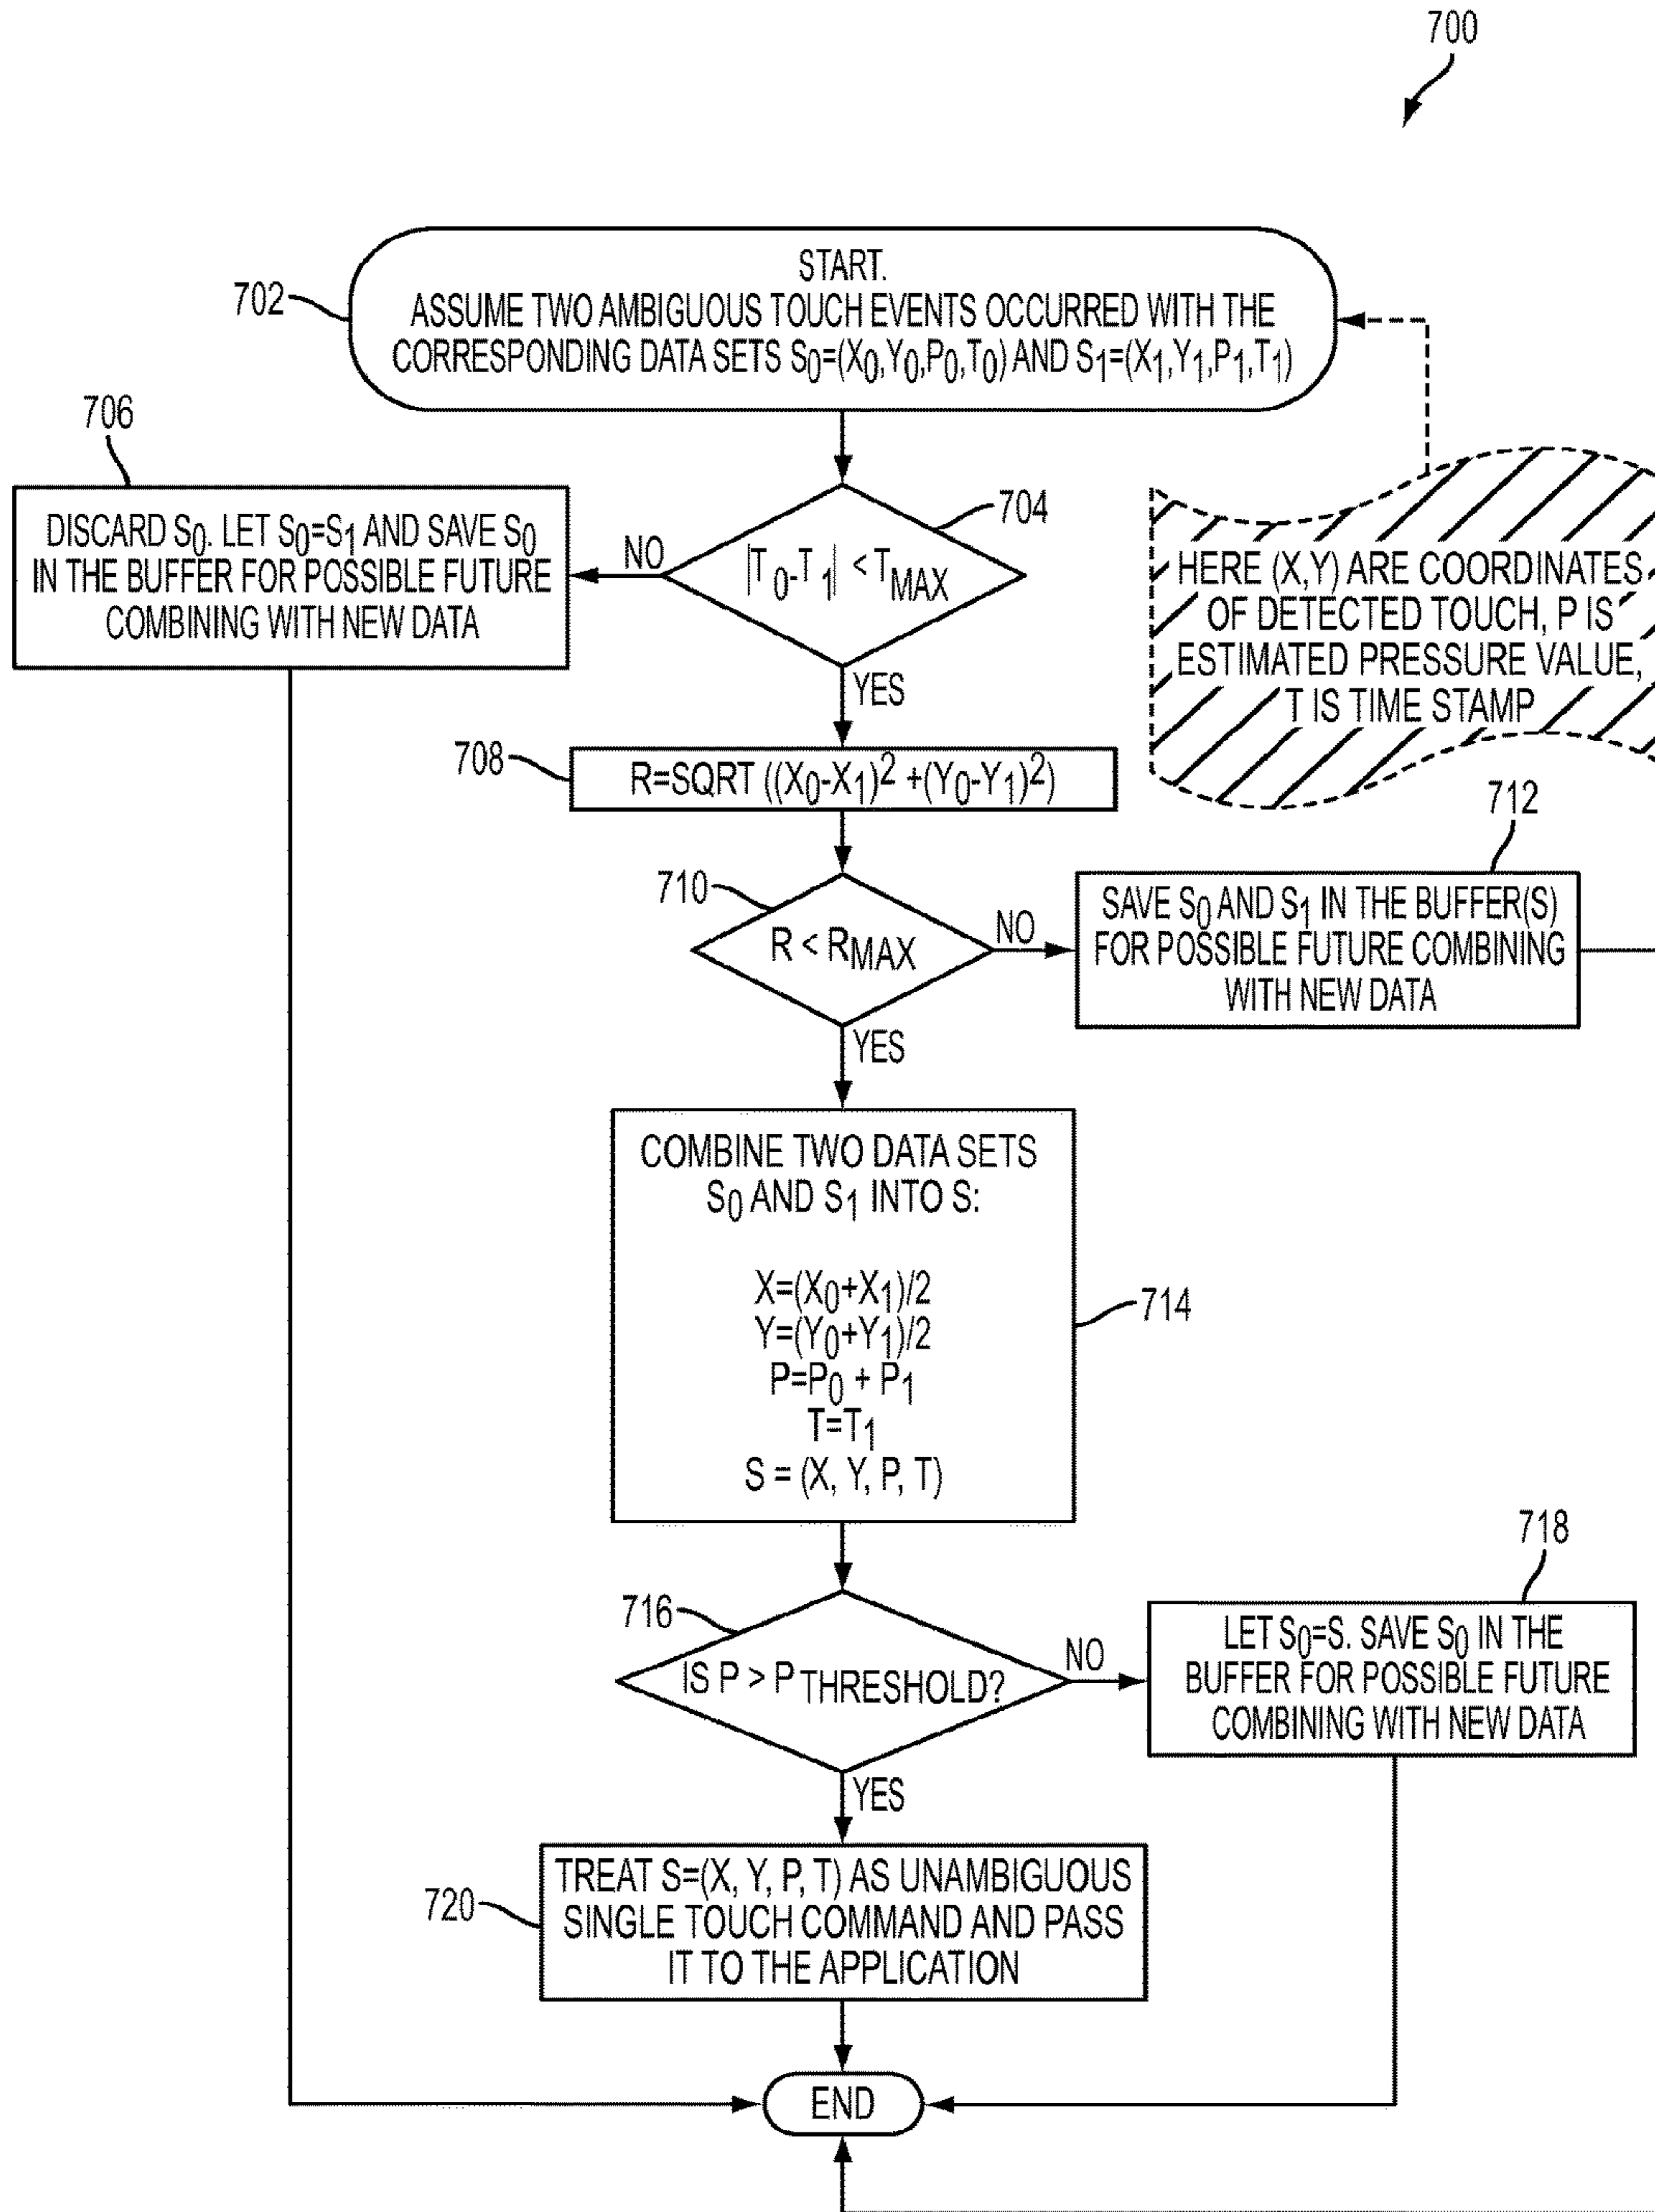 700
START.
702
ASSUME TWO AMBIGUOUS TOUCH EVENTS OCCURRED WITH THE
CORRESPONDING DATA SETS S₀=(X₀,Y₀,P₀,T₀) AND S₁=(X₁,Y₁,P₁,T₁)
706
DISCARD S₀. LET S₀=S₁ AND SAVE S₀
IN THE BUFFER FOR POSSIBLE FUTURE
COMBINING WITH NEW DATA
NO
704
|T₀-T₁| < T_MAX
YES
HERE (X,Y) ARE COORDINATES
OF DETECTED TOUCH, P IS
ESTIMATED PRESSURE VALUE,
T IS TIME STAMP
708
R=SQRT ((X₀-X₁)² +(Y₀-Y₁)²)
710
R < R_MAX
NO
712
SAVE S₀ AND S₁ IN THE BUFFER(S)
FOR POSSIBLE FUTURE COMBINING
WITH NEW DATA
YES
COMBINE TWO DATA SETS
S₀ AND S₁ INTO S:
X=(X₀+X₁)/2
Y=(Y₀+Y₁)/2
P=P₀ + P₁
T=T₁
S = (X, Y, P, T)
714
716
IS P > P_THRESHOLD?
NO
718
LET S₀=S. SAVE S₀ IN THE
BUFFER FOR POSSIBLE FUTURE
COMBINING WITH NEW DATA
YES
720
TREAT S=(X, Y, P, T) AS UNAMBIGUOUS
SINGLE TOUCH COMMAND AND PASS
IT TO THE APPLICATION
END